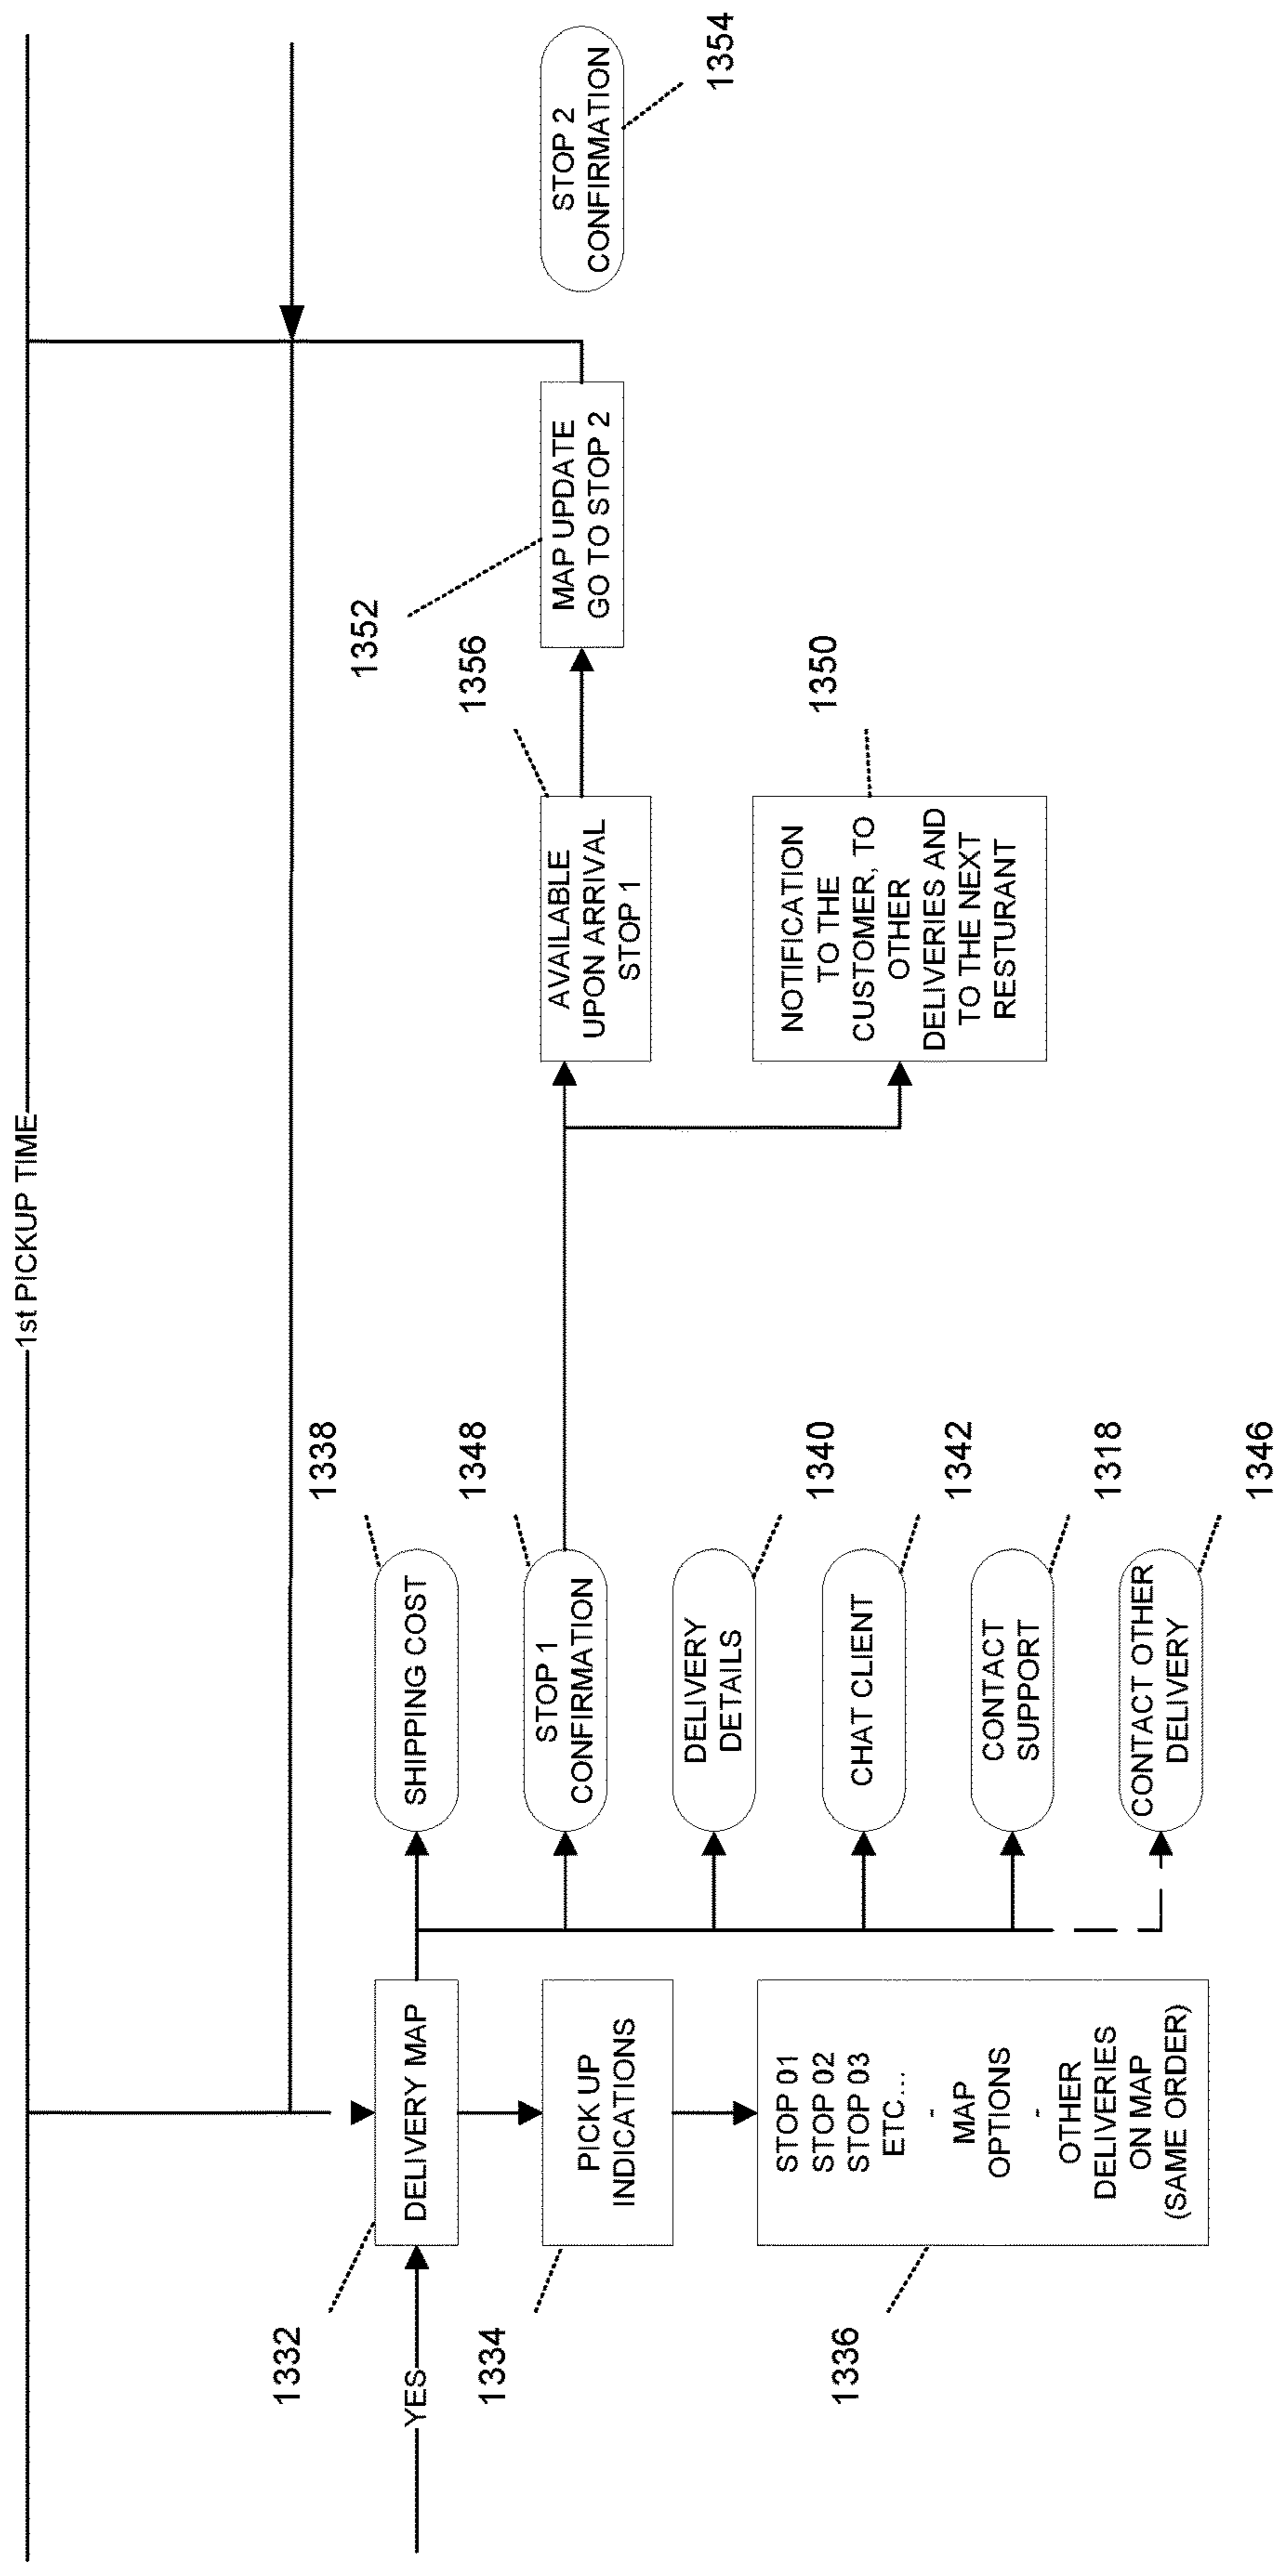 1st PICKUP TIME
YES
1332
DELIVERY MAP
1334
PICK UP
INDICATIONS
1336
STOP 01
STOP 02
STOP 03
ETC...
-
MAP
OPTIONS
-
OTHER
DELIVERIES
ON MAP
(SAME ORDER)
1338
SHIPPING COST
1348
STOP 1
CONFIRMATION
1340
DELIVERY
DETAILS
1342
CHAT CLIENT
1318
CONTACT
SUPPORT
1346
CONTACT OTHER
DELIVERY
1356
AVAILABLE
UPON ARRIVAL
STOP 1
1350
NOTIFICATION
TO THE
CUSTOMER, TO
OTHER
DELIVERIES AND
TO THE NEXT
RESTURANT
1352
MAP UPDATE
GO TO STOP 2
STOP 2
CONFIRMATION
1354